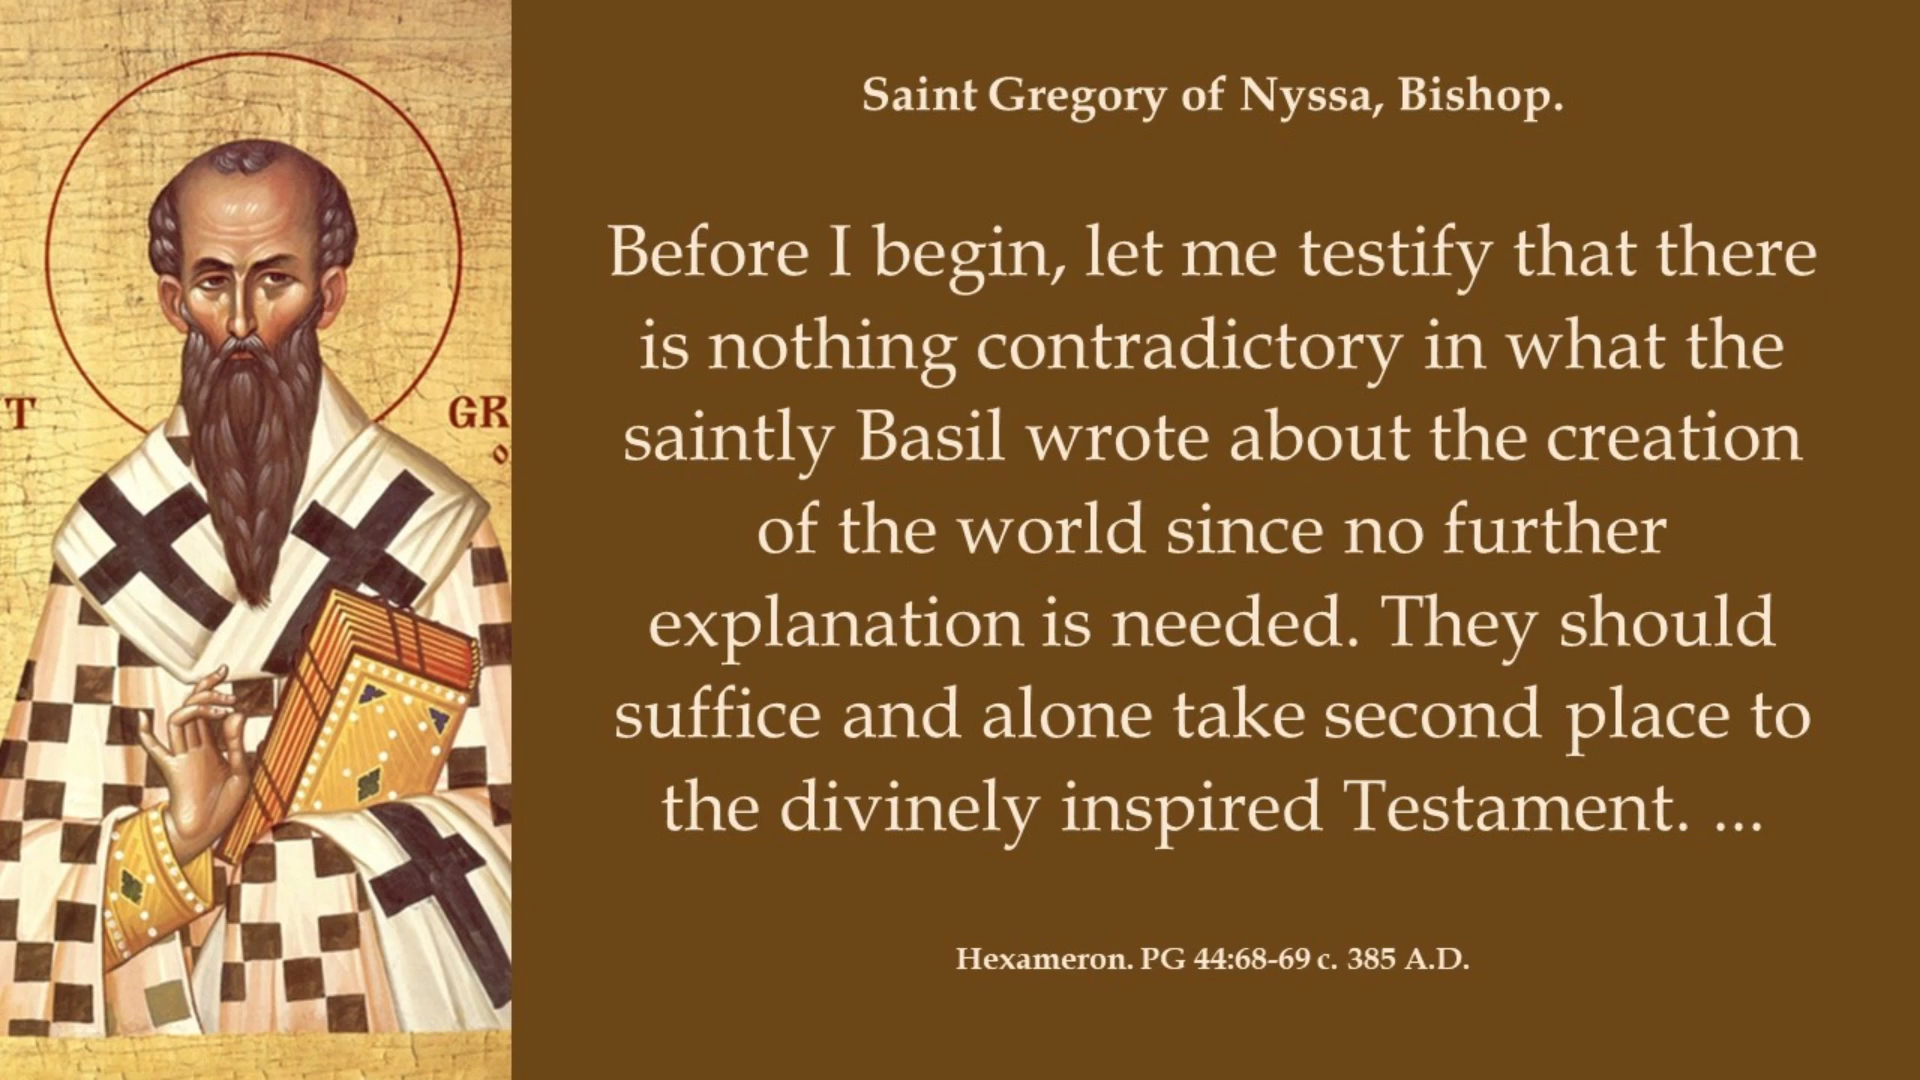 Saint Gregory of Nyssa, Bishop.
Before I begin, let me testify that there
is nothing contradictory in what the
saintly Basil wrote about the creation
of the world since no further
explanation is needed. They should
suffice and alone take second place to
the divinely inspired Testament. ...
Hexameron. PG 44:68-69 c. 385 A.D.
T
GR